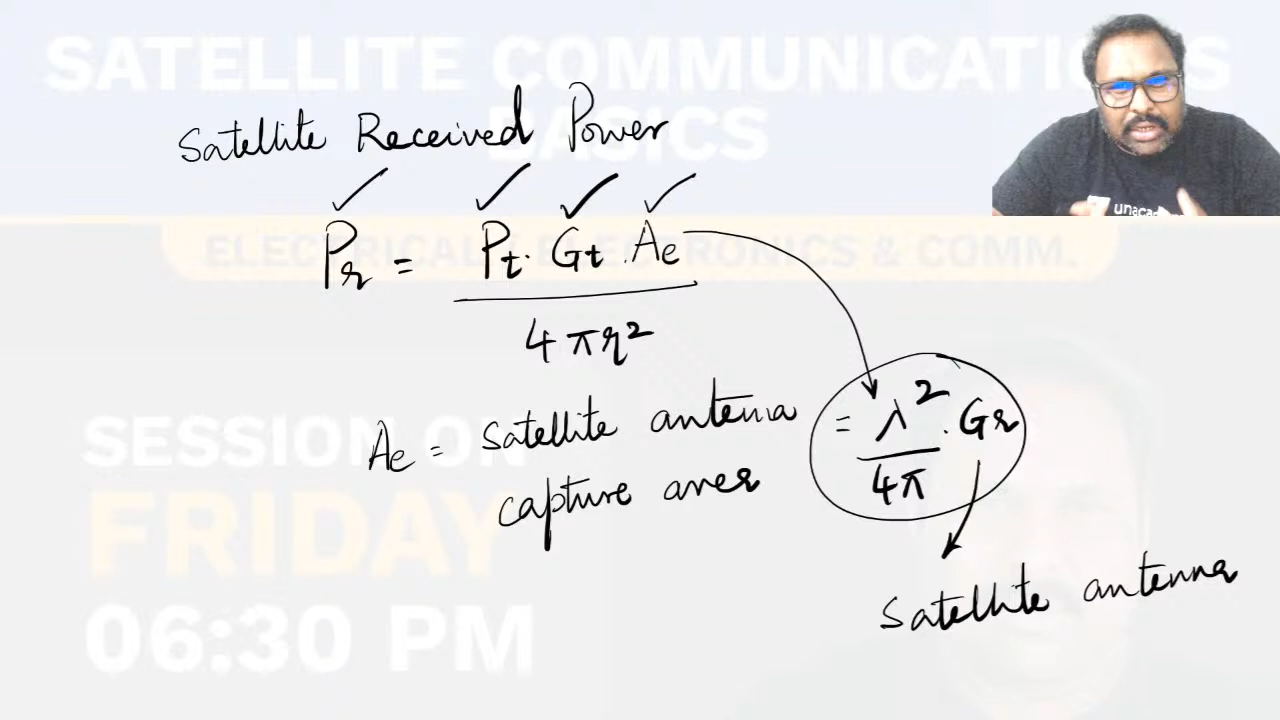 SATELLITE COMMUNICATIONS
BASICS
Satellite Received Power
Pr = Pt. Gt . Ae
4πr²
ELECTRICAL, ELECTRONICS & COMM.
unaca
Ae = Satellite antenna
capture area
= λ² . Gr
4π
Satellite antenna
SESSION ON
FRIDAY
06:30 PM